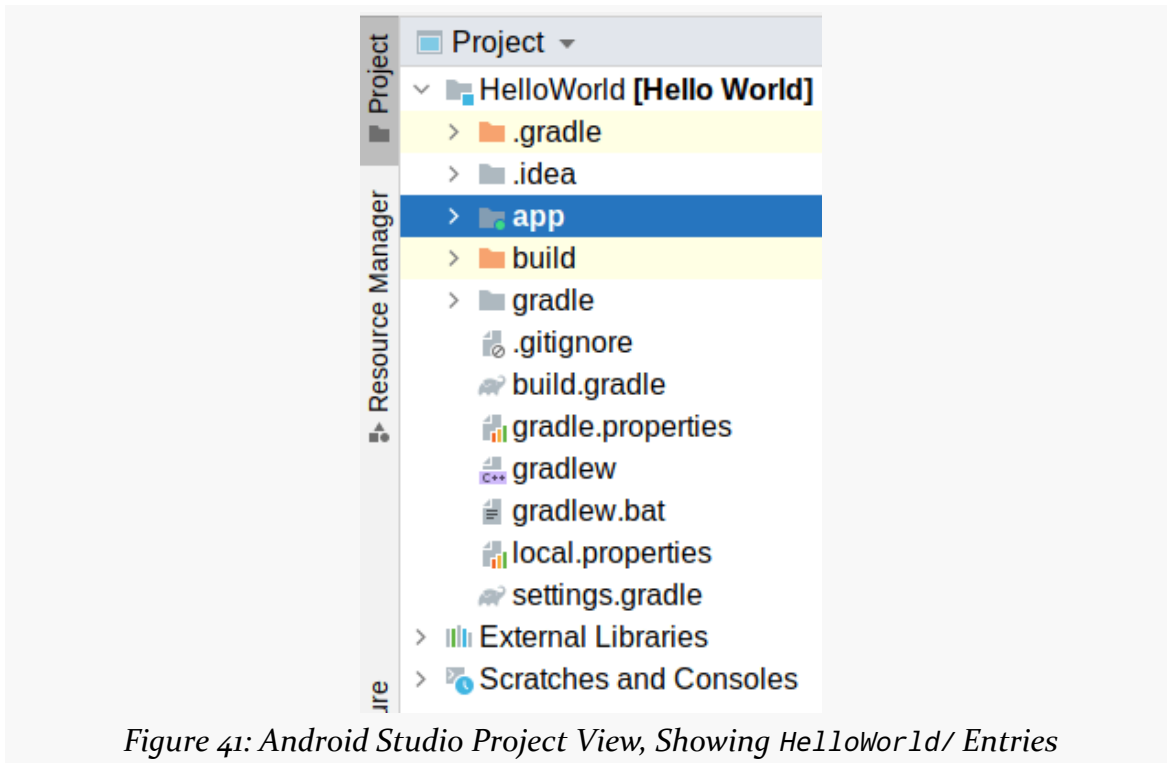 Project
Project
HelloWorld [Hello World]
.gradle
.idea
app
Resource Manager
build
gradle
.gitignore
build.gradle
gradle.properties
C++
gradlew
gradlew.bat
local.properties
settings.gradle
External Libraries
Scratches and Consoles
ure
Figure 41: Android Studio Project View, Showing HelloWorld/ Entries